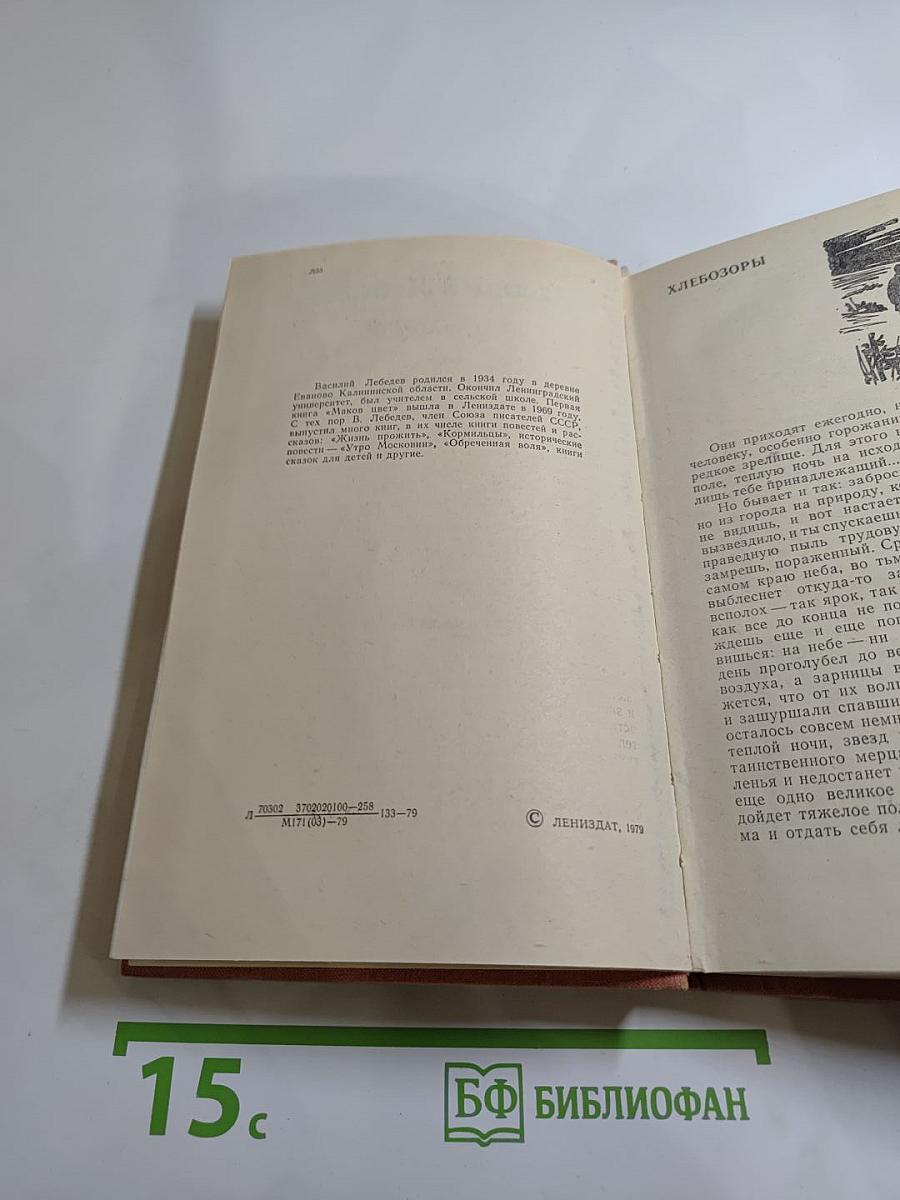 Л33
Василий Лебедев родился в 1934 году в деревне
Еваново Калининской области. Окончил Ленинградский
университет, был учителем в сельской школе. Первая
книга «Маков цвет» вышла в Лениздате в 1969 году.
С тех пор В. Лебедев, член Союза писателей СССР,
выпустил много книг, в их числе книги повестей и рас-
сказов: «Жизнь прожить», «Кормильцы», исторические
повести — «Утро Московии», «Обреченная воля», книги
сказок для детей и другие.
Л 70302 3702020100—258 133—79
М171(03)—79
© ЛЕНИЗДАТ, 1979
ХЛЕБОЗОРЫ
Они приходят ежегодно,
человеку, особенно горожани
редкое зрелище. Для этого
поле, теплую ночь на исход
лишь тебе принадлежащий...
Но бывает и так: заброс
но из города на природу,
не видишь, и вот настает
вызвездило, и ты спускаеш
праведную пыль трудову
замрешь, пораженный. Ср
самом краю неба, во тьм
выблеснет откуда-то за
всполох — так ярок, так
как все до конца не по
ждешь еще и еще пов
вишься: на небе — ни
день проголубел до ве
воздуха, а зарницы в
жется, что от их волш
и зашуршали спавши
осталось совсем немн
теплой ночи, звезд
таинственного мерца
ленья и недостанет
еще одно великое
дойдет тяжелое пол
ма и отдать себя
15 с
БФ БИБЛИОФАН